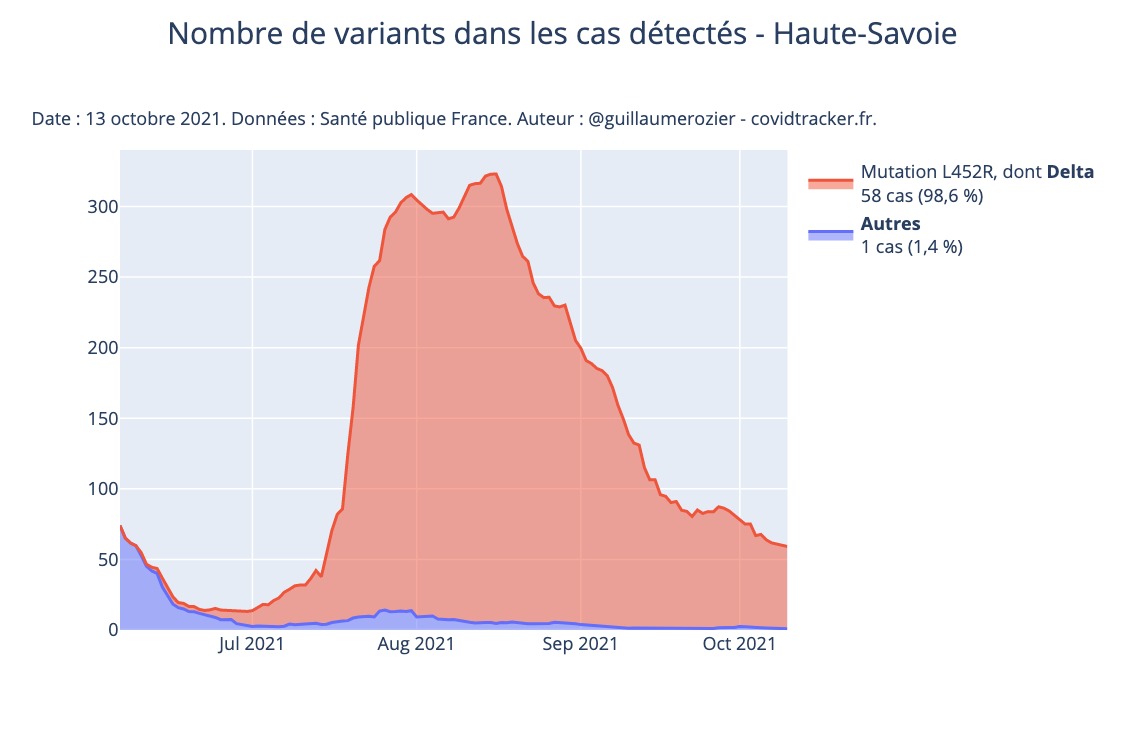 Nombre de variants dans les cas détectés - Haute-Savoie
Date : 13 octobre 2021. Données : Santé publique France. Auteur : @guillaumerozier - covidtracker.fr.
Mutation L452R, dont Delta
58 cas (98,6 %)
Autres
1 cas (1,4 %)
300
250
200
150
100
50
0
Jul 2021
Aug 2021
Sep 2021
Oct 2021